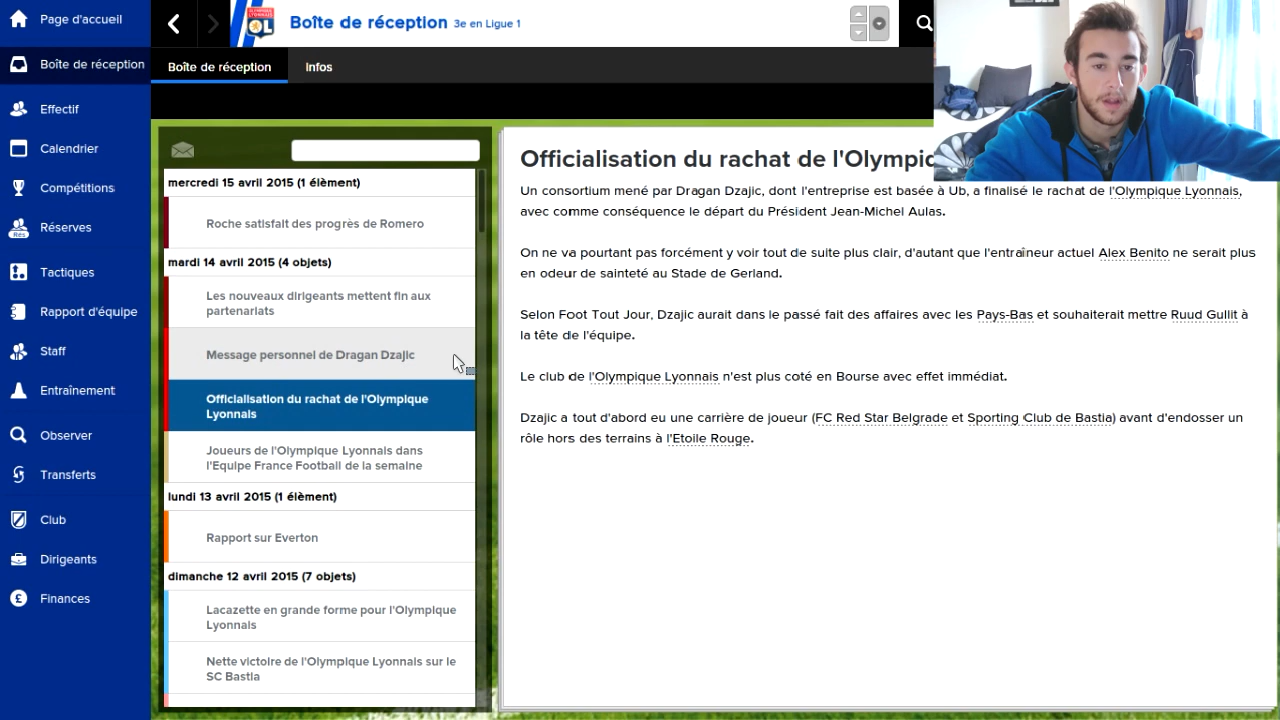 Page d'accueil
Boîte de réception
Effectif
Calendrier
Compétitions
Réserves
Tactiques
Rapport d'équipe
Staff
Entraînement
Observer
Transferts
Club
Dirigeants
Finances
OL
Boîte de réception 3e en Ligue 1
Boîte de réception Infos
mercredi 15 avril 2015 (1 élément)
Roche satisfait des progrès de Romero
mardi 14 avril 2015 (4 objets)
Les nouveaux dirigeants mettent fin aux
partenariats
Message personnel de Dragan Dzajic
Officialisation du rachat de l'Olympique
Lyonnais
Joueurs de l'Olympique Lyonnais dans
l'Equipe France Football de la semaine
lundi 13 avril 2015 (1 élément)
Rapport sur Everton
dimanche 12 avril 2015 (7 objets)
Lacazette en grande forme pour l'Olympique
Lyonnais
Nette victoire de l'Olympique Lyonnais sur le
SC Bastia
Officialisation du rachat de l'Olympiq
Un consortium mené par Dragan Dzajic, dont l'entreprise est basée à Ub, a finalisé le rachat de l'Olympique Lyonnais,
avec comme conséquence le départ du Président Jean-Michel Aulas.
On ne va pourtant pas forcément y voir tout de suite plus clair, d'autant que l'entraîneur actuel Alex Benito ne serait plus
en odeur de sainteté au Stade de Gerland.
Selon Foot Tout Jour, Dzajic aurait dans le passé fait des affaires avec les Pays-Bas et souhaiterait mettre Ruud Gullit à
la tête de l'équipe.
Le club de l'Olympique Lyonnais n'est plus coté en Bourse avec effet immédiat.
Dzajic a tout d'abord eu une carrière de joueur (FC Red Star Belgrade et Sporting Club de Bastia) avant d'endosser un
rôle hors des terrains à l'Etoile Rouge.